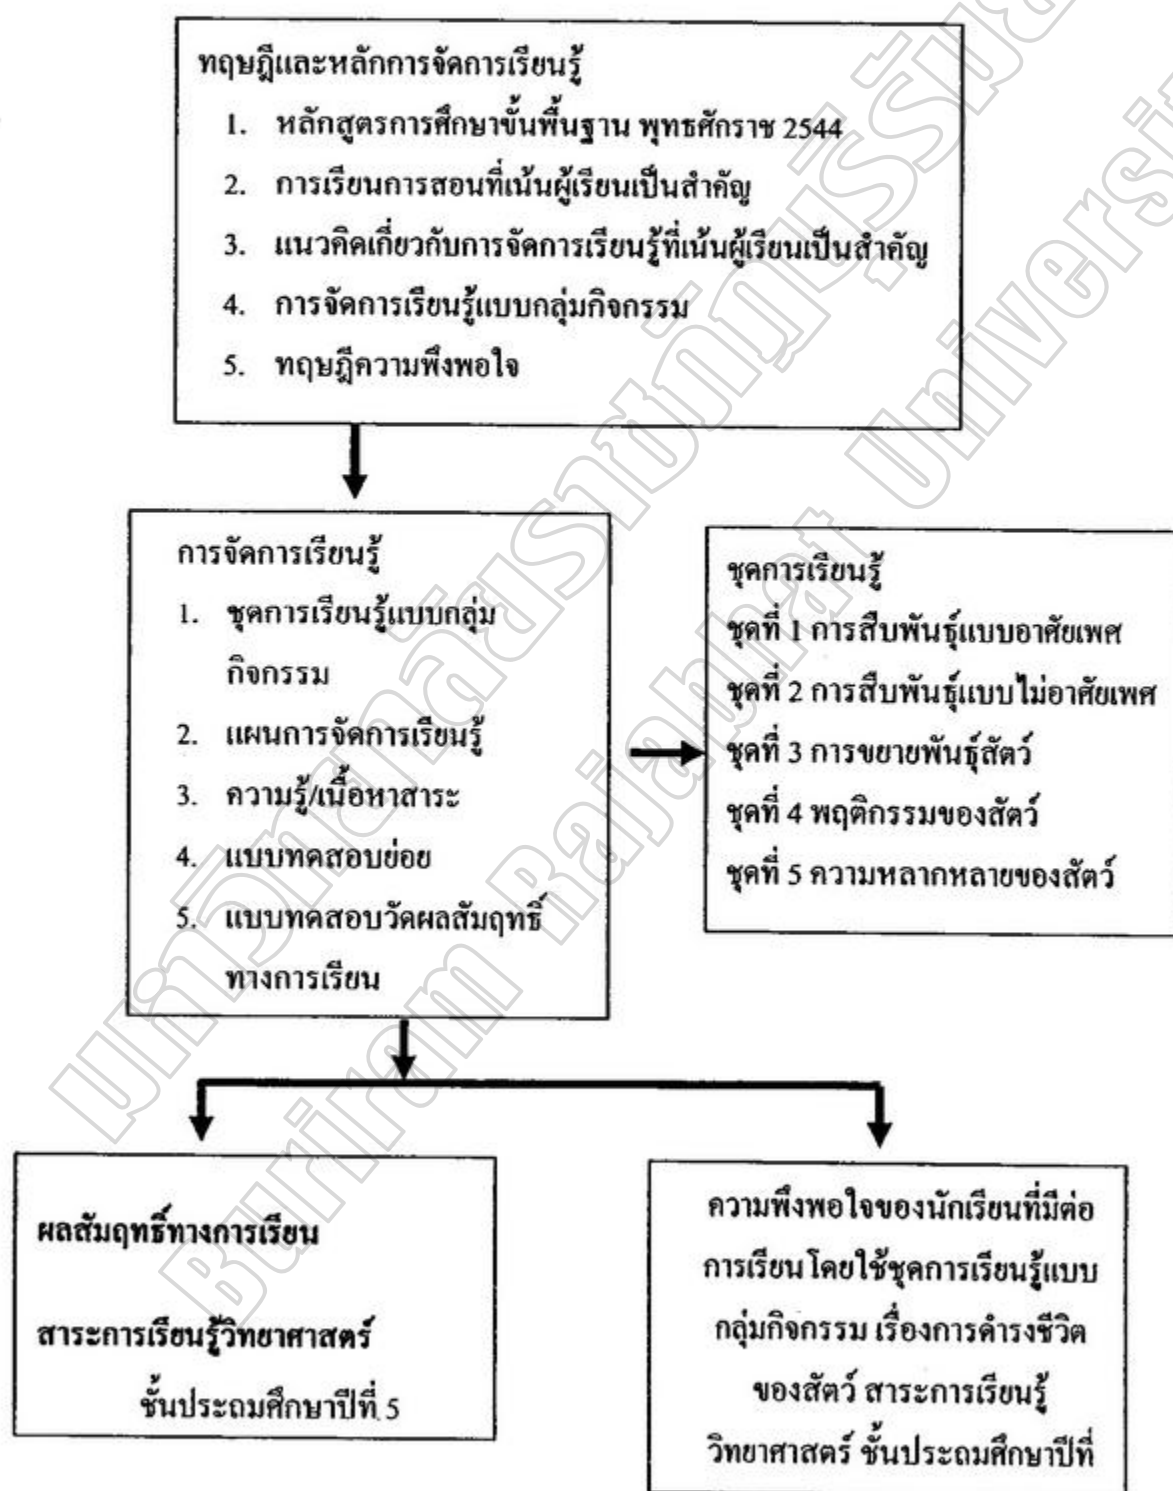 ทฤษฎีและหลักการจัดการเรียนรู้
1. หลักสูตรการศึกษาขั้นพื้นฐาน พุทธศักราช 2544
2. การเรียนการสอนที่เน้นผู้เรียนเป็นสำคัญ
3. แนวคิดเกี่ยวกับการจัดการเรียนรู้ที่เน้นผู้เรียนเป็นสำคัญ
4. การจัดการเรียนรู้แบบกลุ่มกิจกรรม
5. ทฤษฎีความพึงพอใจ
การจัดการเรียนรู้
1. ชุดการเรียนรู้แบบกลุ่ม
กิจกรรม
2. แผนการจัดการเรียนรู้
3. ความรู้/เนื้อหาสาระ
4. แบบทดสอบย่อย
5. แบบทดสอบวัดผลสัมฤทธิ์
ทางการเรียน
ชุดการเรียนรู้
ชุดที่ 1 การสืบพันธุ์แบบอาศัยเพศ
ชุดที่ 2 การสืบพันธุ์แบบไม่อาศัยเพศ
ชุดที่ 3 การขยายพันธุ์สัตว์
ชุดที่ 4 พฤติกรรมของสัตว์
ชุดที่ 5 ความหลากหลายของสัตว์
ผลสัมฤทธิ์ทางการเรียน
สาระการเรียนรู้วิทยาศาสตร์
ชั้นประถมศึกษาปีที่ 5
ความพึงพอใจของนักเรียนที่มีต่อ
การเรียนโดยใช้ชุดการเรียนรู้แบบ
กลุ่มกิจกรรม เรื่องการดำรงชีวิต
ของสัตว์ สาระการเรียนรู้
วิทยาศาสตร์ ชั้นประถมศึกษาปีที่
มหาวิทยาลัยราชภัฏบุรีรัมย์
Buriram Rajabhat